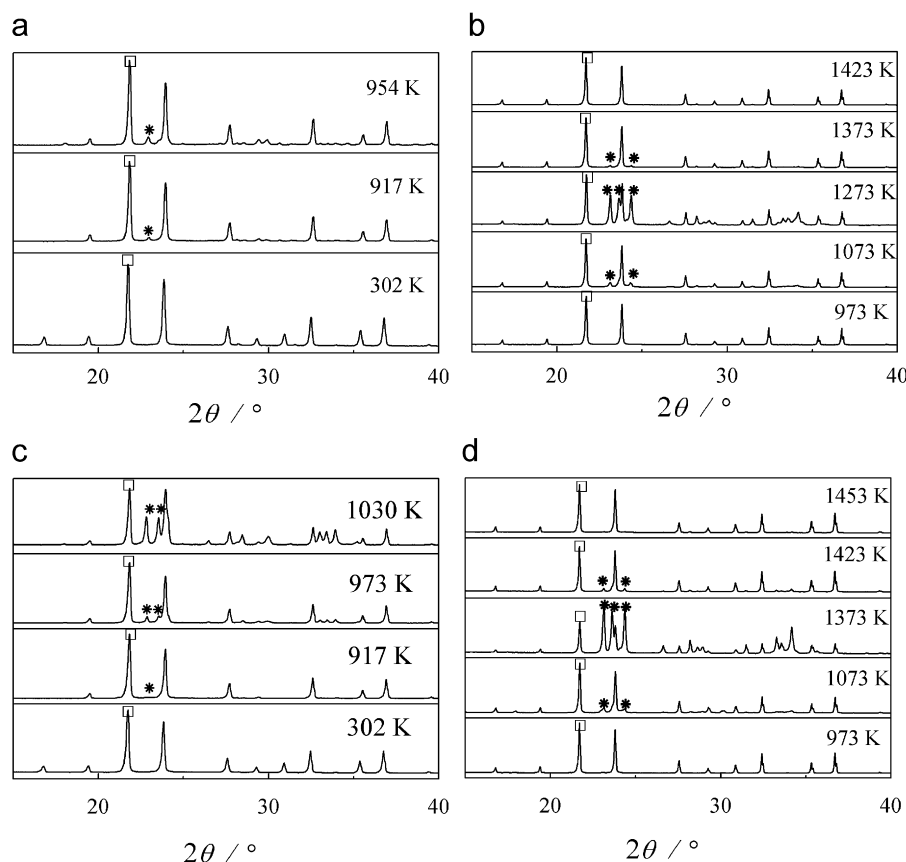 a
954 K
*
917 K
*
302 K
20 30 40
2θ / °
b
1423 K
1373 K
* *
1273 K
* * *
1073 K
* *
973 K
20 30 40
2θ / °
c
1030 K
* *
973 K
* *
917 K
*
302 K
20 30 40
2θ / °
d
1453 K
1423 K
* *
1373 K
* * *
1073 K
* *
973 K
20 30 40
2θ / °